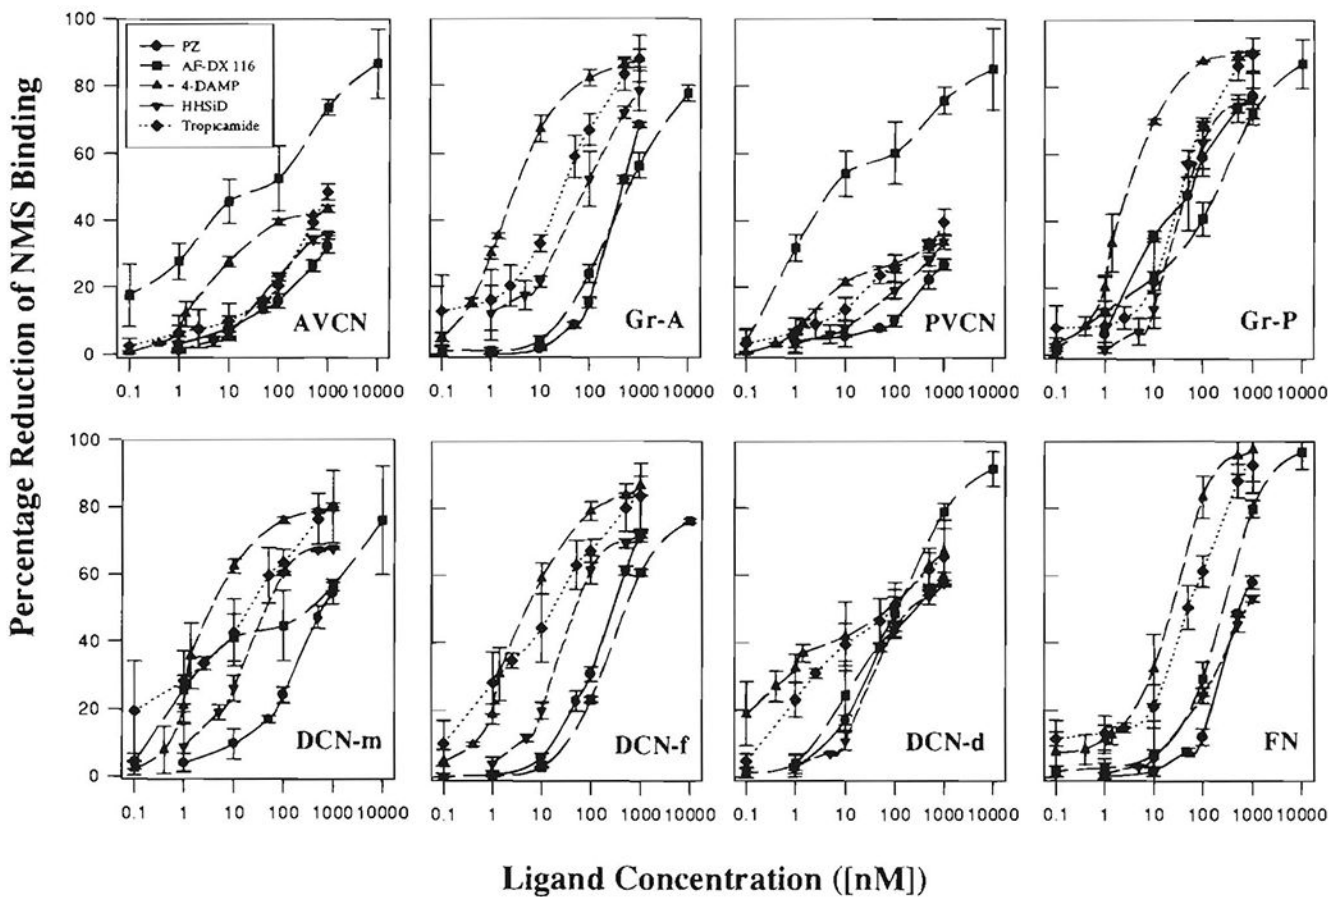 Percentage Reduction of NMS Binding
100
80
60
40
20
0
PZ
AF-DX 116
4-DAMP
HHSiD
Tropicamide
AVCN
0.1 1 10 100 1000 10000
Gr-A
0.1 1 10 100 1000 10000
PVCN
0.1 1 10 100 1000 10000
Gr-P
0.1 1 10 100 1000 10000
100
80
60
40
20
0
DCN-m
0.1 1 10 100 1000 10000
DCN-f
0.1 1 10 100 1000 10000
DCN-d
0.1 1 10 100 1000 10000
FN
0.1 1 10 100 1000 10000
Ligand Concentration ([nM])